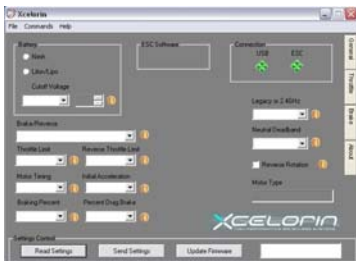 Xcelorin
File Commands Help
Battery
ESC Software
Connection
Nimh
USB ESC
LiIon/Lipo
Cutoff Voltage
General
Throttle
Brake
About
Legacy or 2.4GHz
Brake/Reverse
Neutral Deadband
Throttle Limit Reverse Throttle Limit
Reverse Rotation
Motor Timing Initial Acceleration
Motor Type
Braking Percent Percent Drag Brake
XCELORIN
Settings Control
Read Settings Send Settings Update Firmware